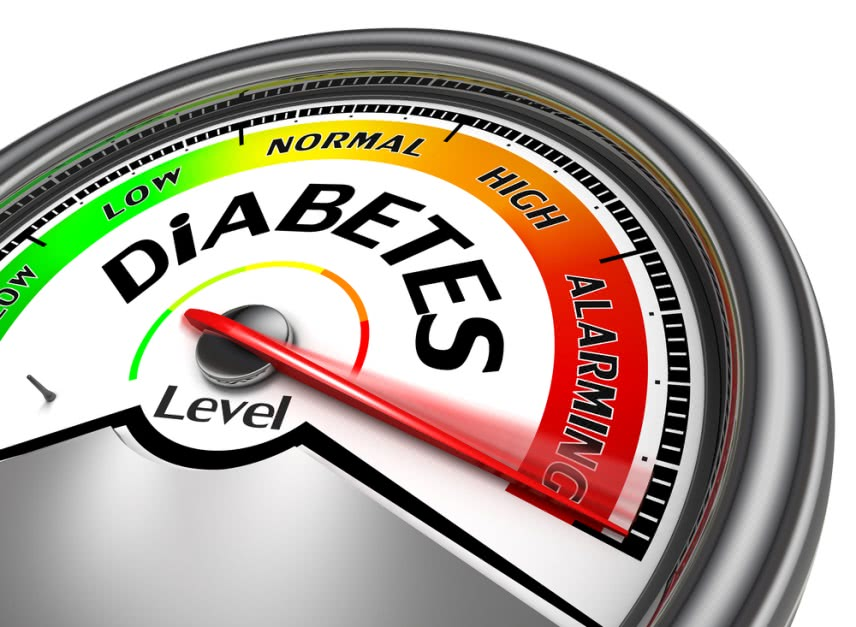 LOW
LOW
NORMAL
HIGH
ALARMING
DiABETES
Level